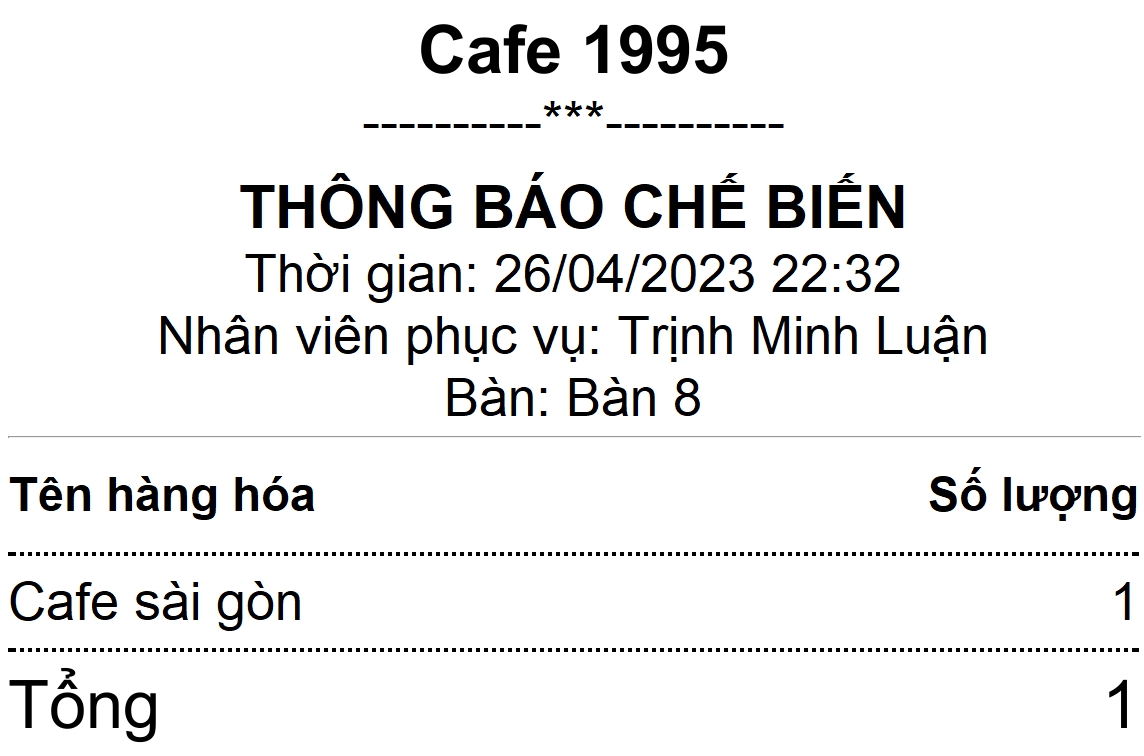 Cafe 1995
----------***----------
THÔNG BÁO CHẾ BIẾN
Thời gian: 26/04/2023 22:32
Nhân viên phục vụ: Trịnh Minh Luận
Bàn: Bàn 8
Tên hàng hóa Số lượng
Cafe sài gòn 1
Tổng 1